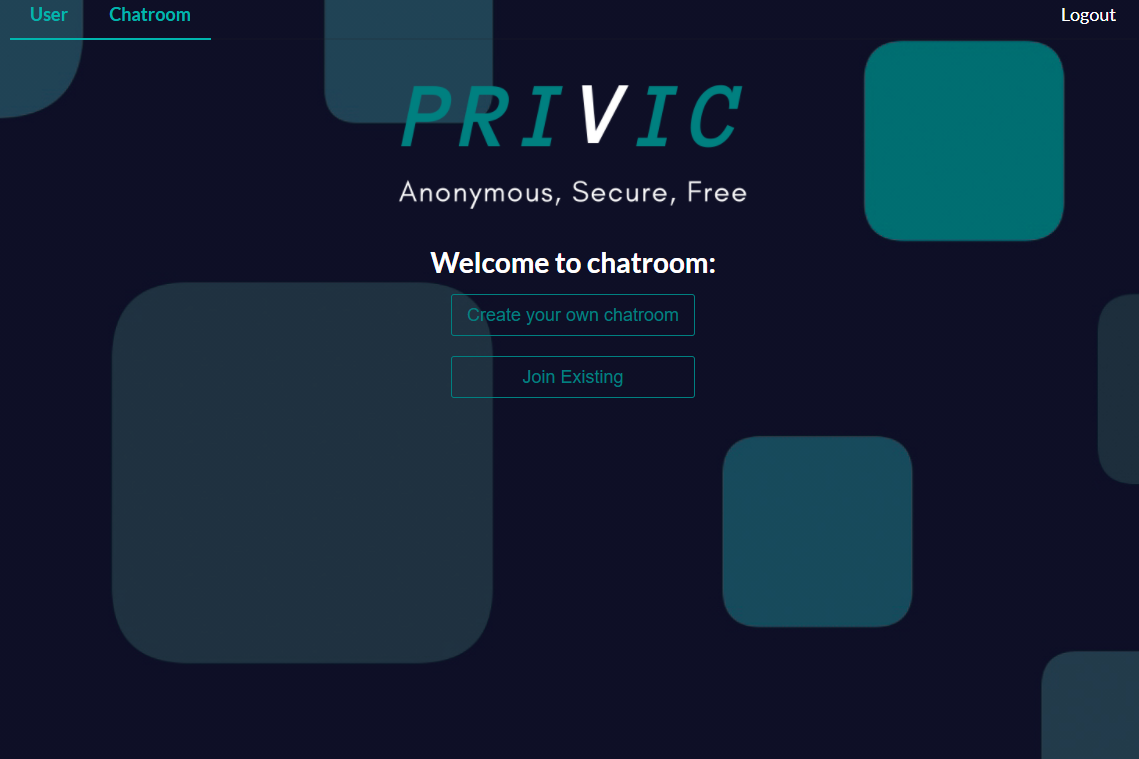 User Chatroom Logout
PRIVIC
Anonymous, Secure, Free
Welcome to chatroom:
Create your own chatroom
Join Existing